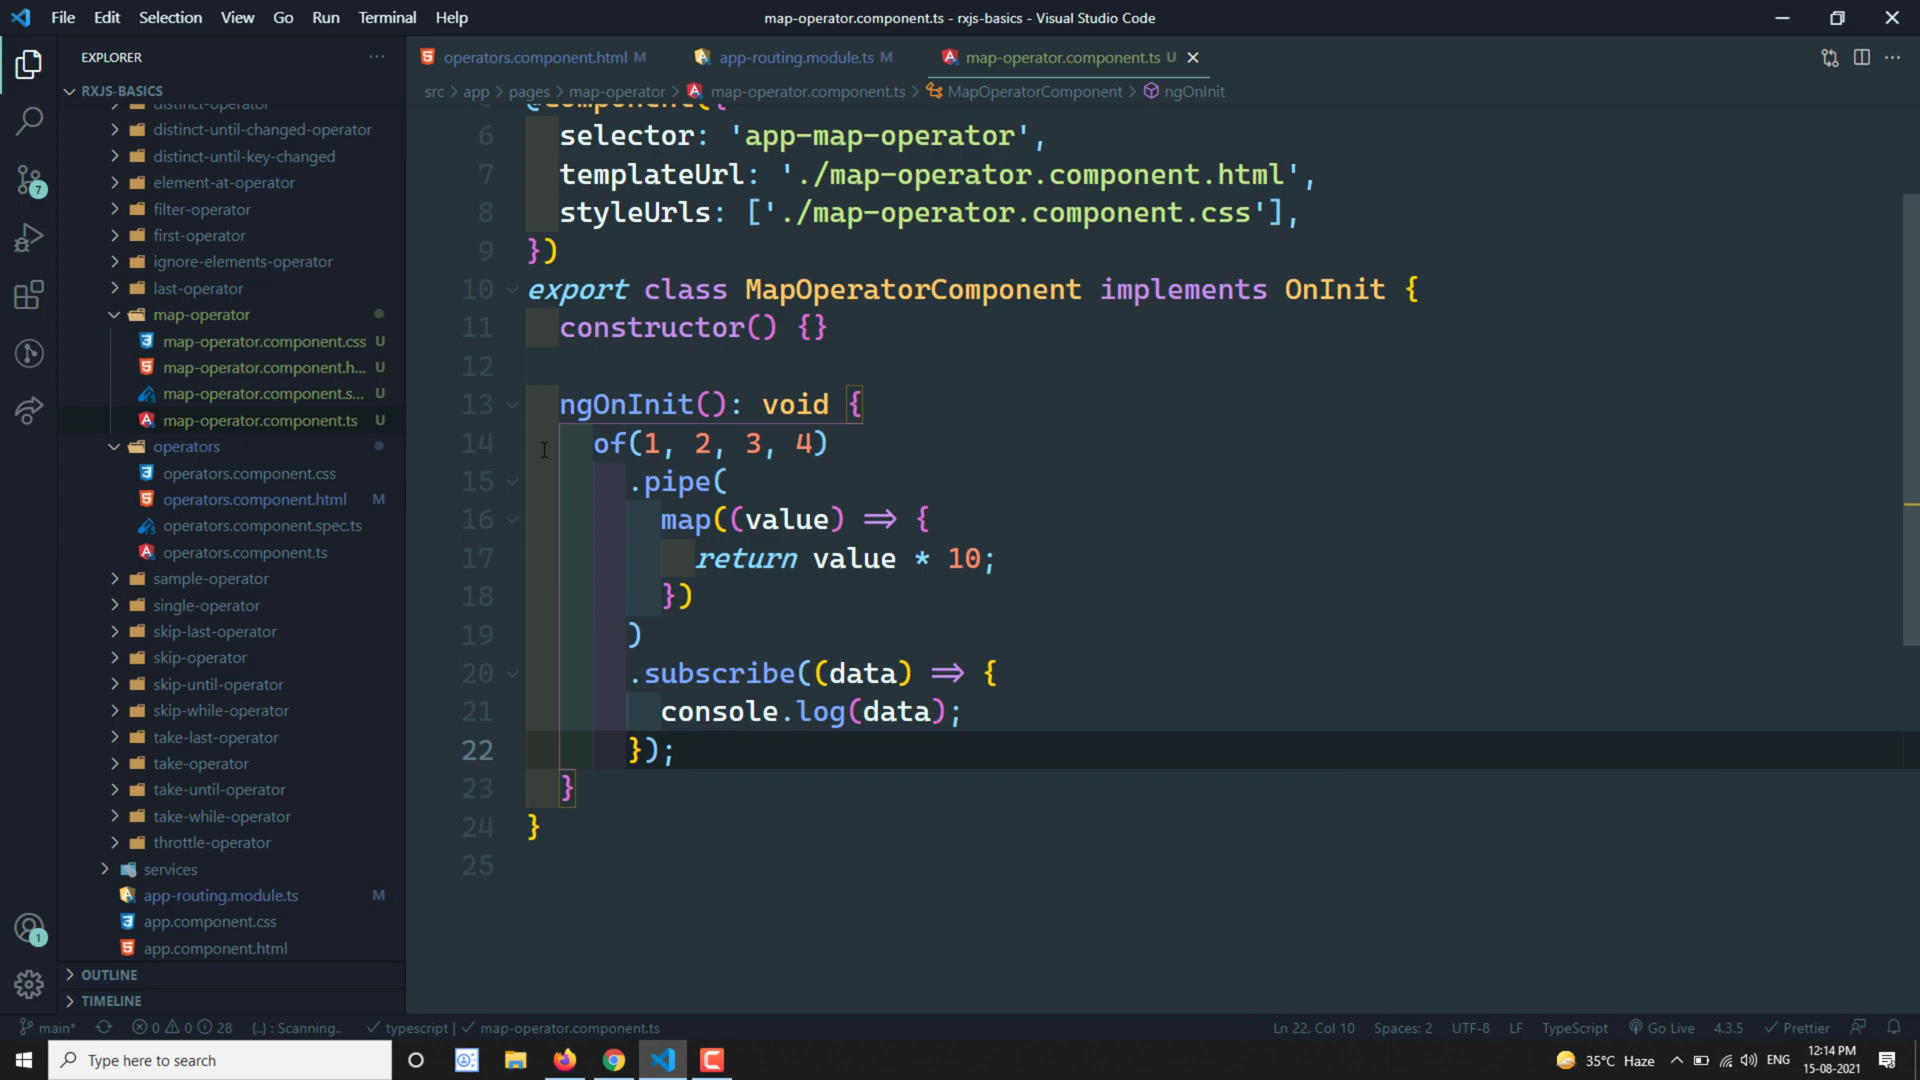 File Edit Selection View Go Run Terminal Help
map-operator.component.ts - rxjs-basics - Visual Studio Code
EXPLORER
operators.component.html M
app-routing.module.ts M
map-operator.component.ts U
RXJS-BASICS
src > app > pages > map-operator > map-operator.component.ts > MapOperatorComponent > ngOnInit
distinct-operator
distinct-until-changed-operator
distinct-until-key-changed
element-at-operator
filter-operator
first-operator
ignore-elements-operator
last-operator
map-operator
map-operator.component.css U
map-operator.component.h... U
map-operator.component.s... U
map-operator.component.ts U
operators
operators.component.css
operators.component.html M
operators.component.spec.ts
operators.component.ts
sample-operator
single-operator
skip-last-operator
skip-operator
skip-until-operator
skip-while-operator
take-last-operator
take-operator
take-until-operator
take-while-operator
throttle-operator
services
app-routing.module.ts M
app.component.css
app.component.html
OUTLINE
TIMELINE
7
1
@Component({
6 selector: 'app-map-operator',
7 templateUrl: './map-operator.component.html',
8 styleUrls: ['./map-operator.component.css'],
9 })
10 export class MapOperatorComponent implements OnInit {
11 constructor() {}
12
13 ngOnInit(): void {
14 of(1, 2, 3, 4)
15 .pipe(
16 map((value) => {
17 return value * 10;
18 })
19 )
20 .subscribe((data) => {
21 console.log(data);
22 });
23 }
24 }
25
main* 0 0 28 {..} : Scanning.. typescript | map-operator.component.ts
Ln 22, Col 10 Spaces: 2 UTF-8 LF TypeScript Go Live 4.3.5 Prettier
Type here to search
35°C Haze ENG
12:14 PM
15-08-2021